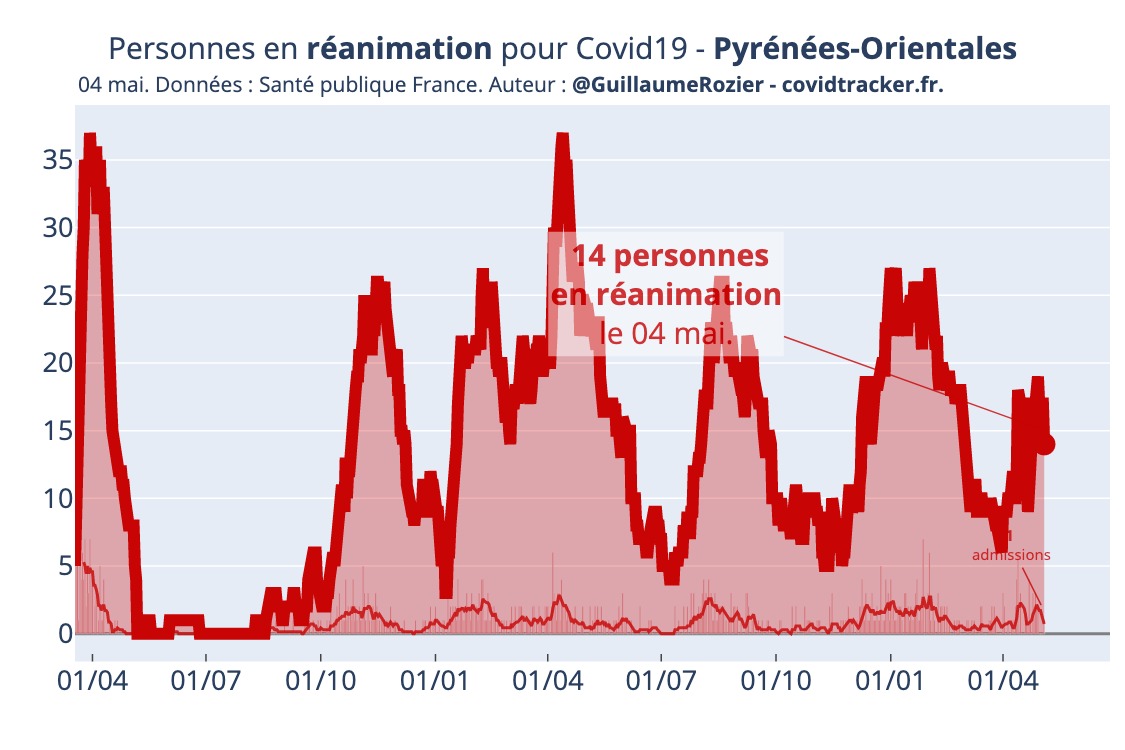 Personnes en réanimation pour Covid19 - Pyrénées-Orientales
04 mai. Données : Santé publique France. Auteur : @GuillaumeRozier - covidtracker.fr.
35
30
25
20
15
10
5
0
14 personnes
en réanimation
le 04 mai.
admissions
01/04 01/07 01/10 01/01 01/04 01/07 01/10 01/01 01/04